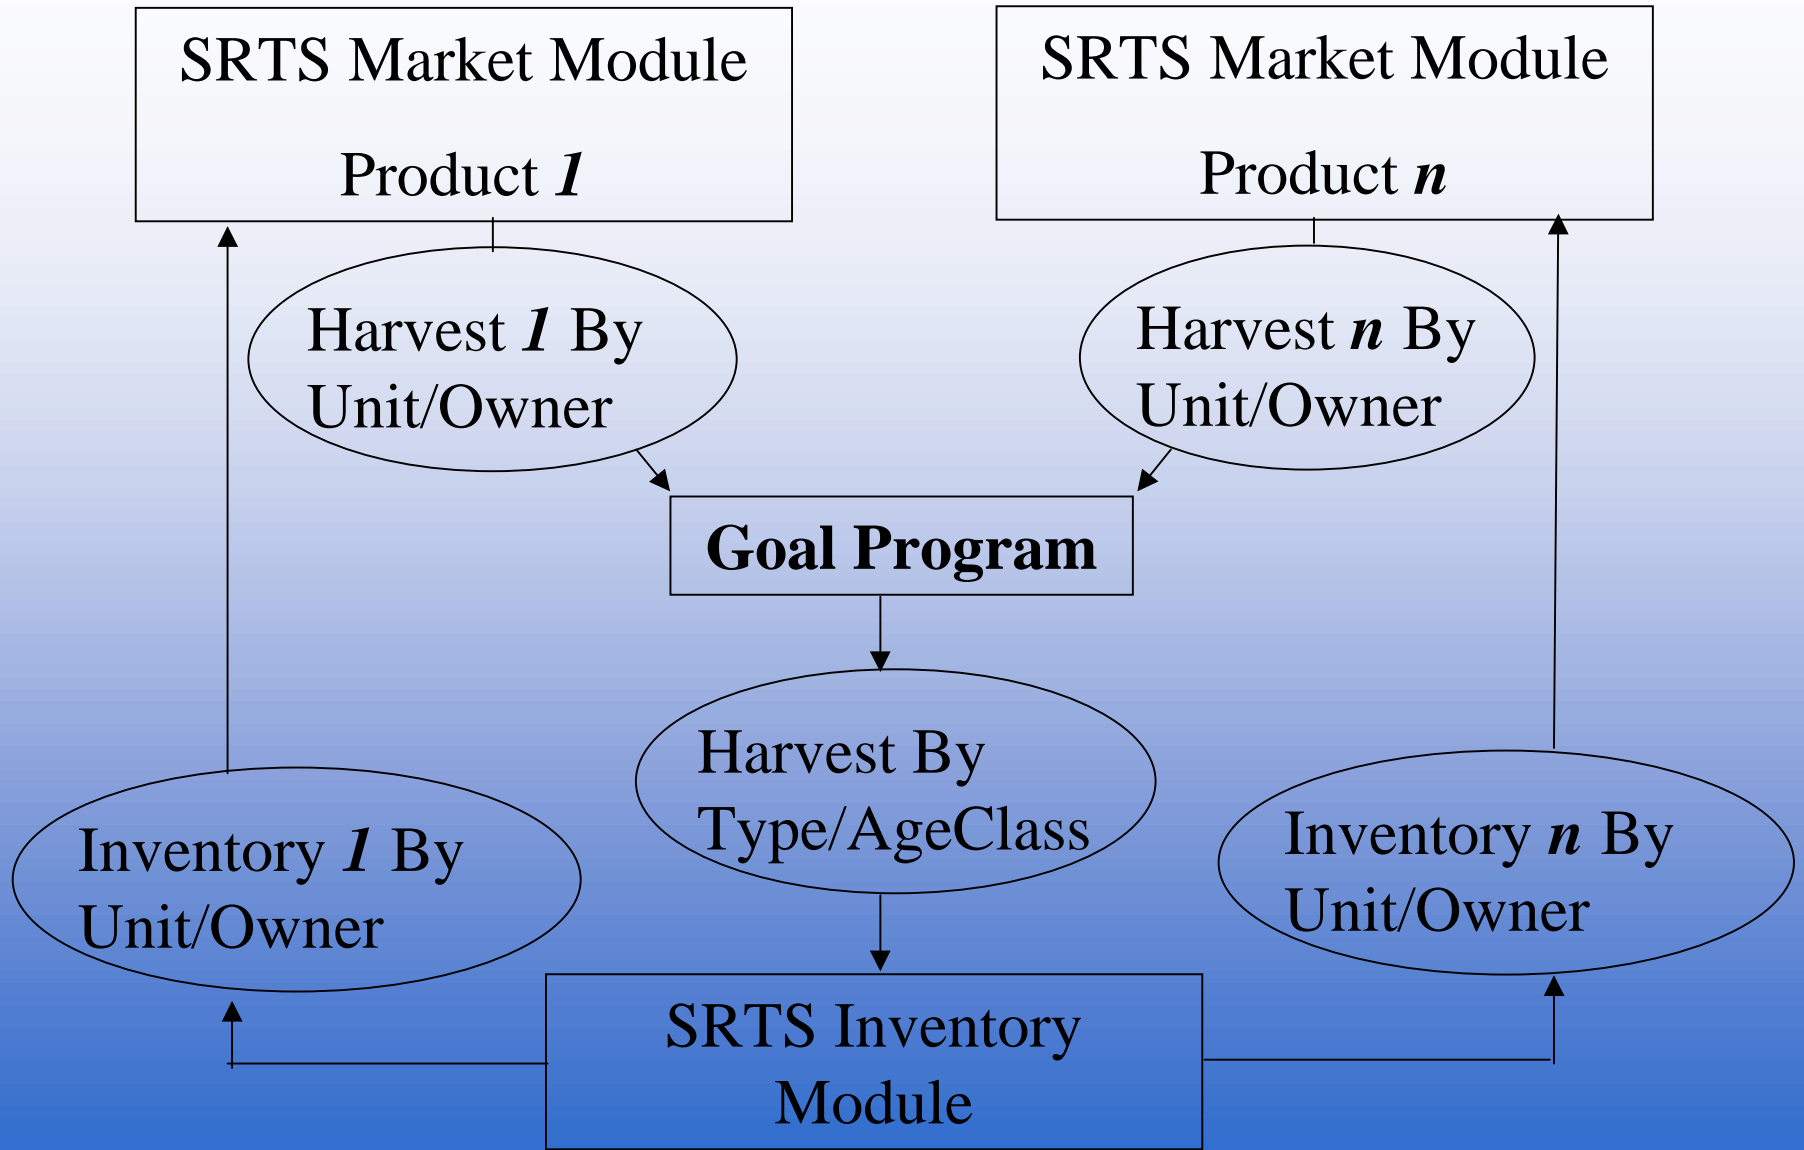 SRTS Market Module
Product 1
SRTS Market Module
Product n
Harvest 1 By
Unit/Owner
Harvest n By
Unit/Owner
Goal Program
Harvest By
Type/AgeClass
Inventory 1 By
Unit/Owner
Inventory n By
Unit/Owner
SRTS Inventory
Module